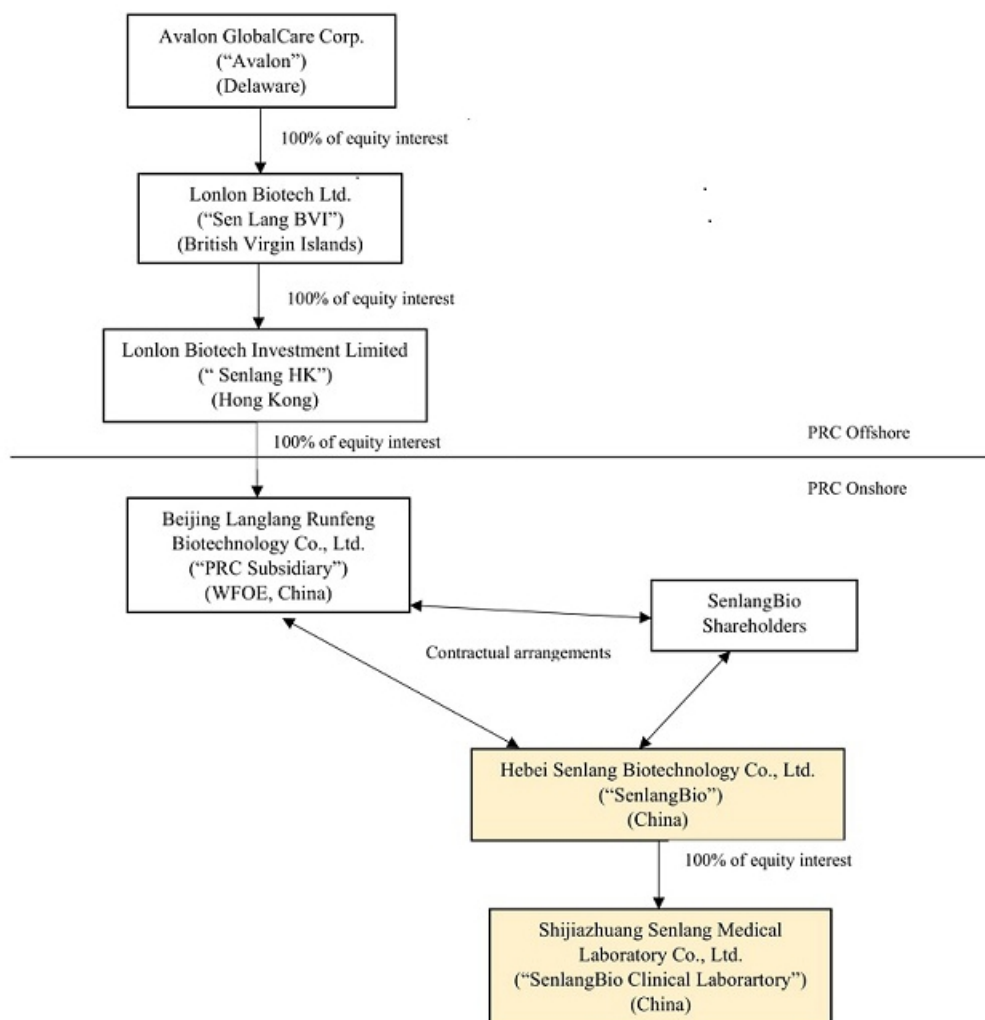 Avalon GlobalCare Corp.
(“Avalon”)
(Delaware)
100% of equity interest
Lonlon Biotech Ltd.
(“Sen Lang BVI”)
(British Virgin Islands)
100% of equity interest
Lonlon Biotech Investment Limited
(“ Senlang HK”)
(Hong Kong)
100% of equity interest
PRC Offshore
PRC Onshore
Beijing Langlang Runfeng
Biotechnology Co., Ltd.
(“PRC Subsidiary”)
(WFOE, China)
SenlangBio
Shareholders
Contractual arrangements
Hebei Senlang Biotechnology Co., Ltd.
(“SenlangBio”)
(China)
100% of equity interest
Shijiazhuang Senlang Medical
Laboratory Co., Ltd.
(“SenlangBio Clinical Laborartory”)
(China)